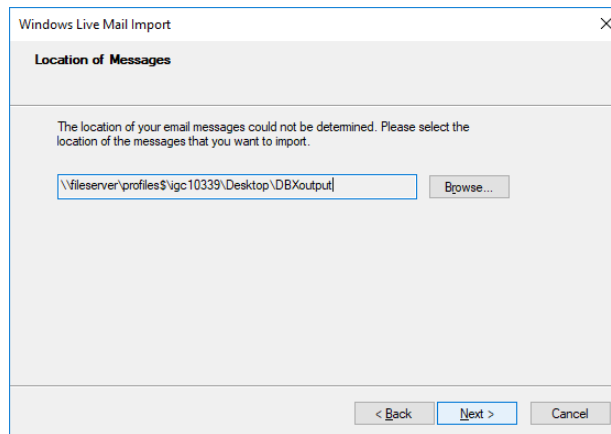 Windows Live Mail Import
Location of Messages
The location of your email messages could not be determined. Please select the
location of the messages that you want to import.
\\fileserver\profiles$\igc10339\Desktop\DBXoutput
Browse...
< Back
Next >
Cancel